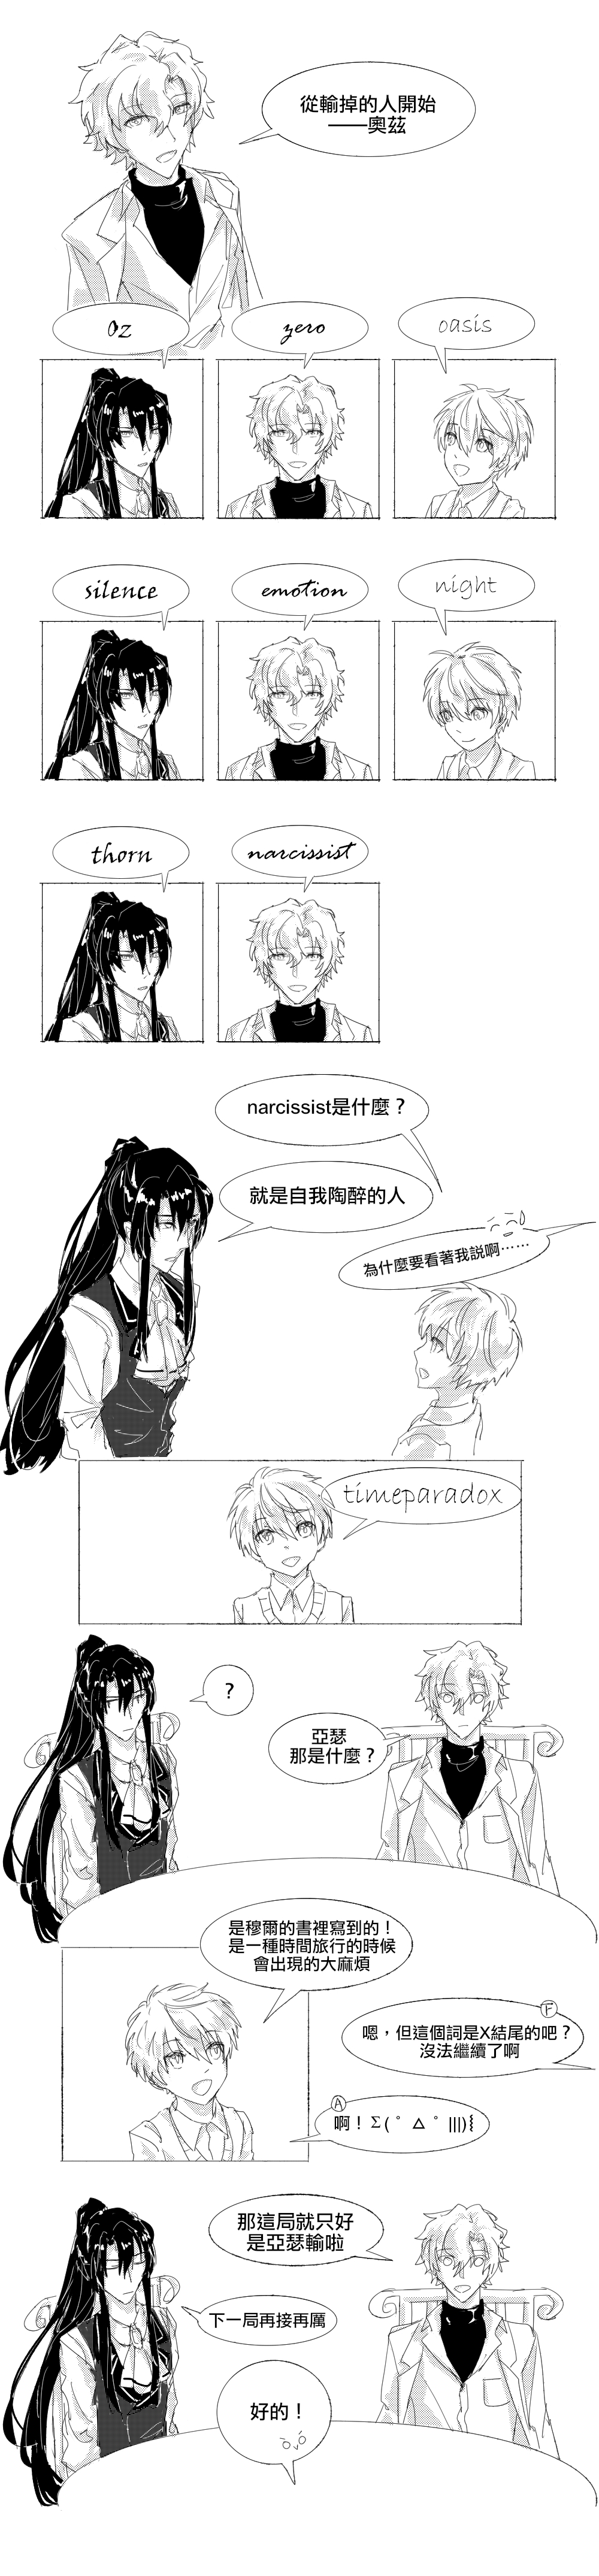 從輸掉的人開始
——奧茲
Oz
zero
oasis
silence
emotion
night
thorn
narcissist
narcissist是什麼？
就是自我陶醉的人
為什麼要看著我說啊……
timeparadox
？
亞瑟
那是什麼？
是穆爾的書裡寫到的！
是一種時間旅行的時候
會出現的大麻煩
F
嗯，但這個詞是X結尾的吧？
沒法繼續了啊
A
啊！Σ(ﾟДﾟ|||)ﾐ
那這局就只好
是亞瑟輸啦
下一局再接再厲
好的！